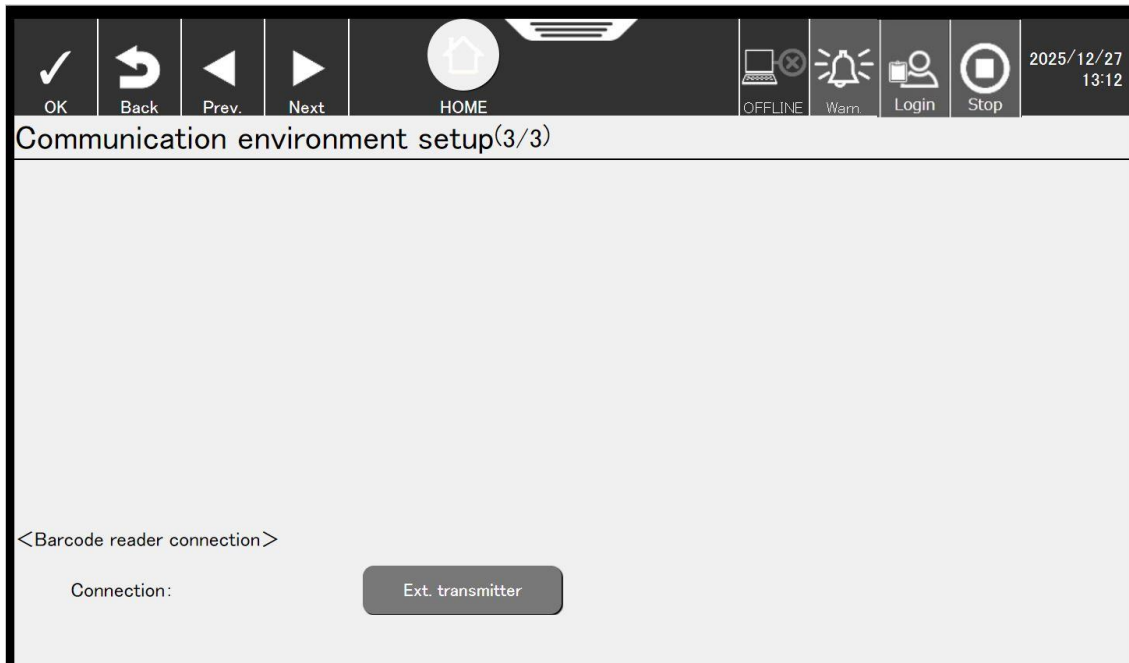 OK Back Prev. Next HOME OFFLINE Warn. Login Stop
2025/12/27
13:12
Communication environment setup(3/3)
<Barcode reader connection>
Connection: Ext. transmitter